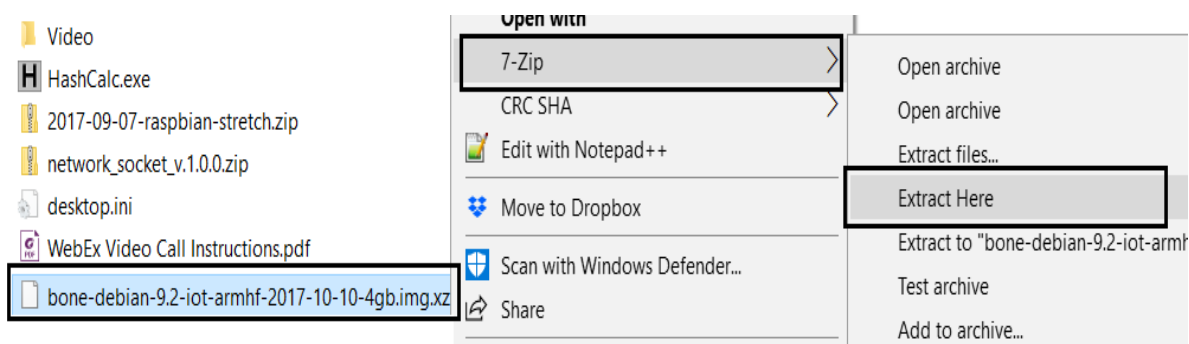 Video
HashCalc.exe
2017-09-07-raspbian-stretch.zip
network_socket_v.1.0.0.zip
desktop.ini
WebEx Video Call Instructions.pdf
bone-debian-9.2-iot-armhf-2017-10-10-4gb.img.xz
Open with
7-Zip
CRC SHA
Edit with Notepad++
Move to Dropbox
Scan with Windows Defender...
Share
Open archive
Open archive
Extract files...
Extract Here
Extract to "bone-debian-9.2-iot-armh
Test archive
Add to archive...